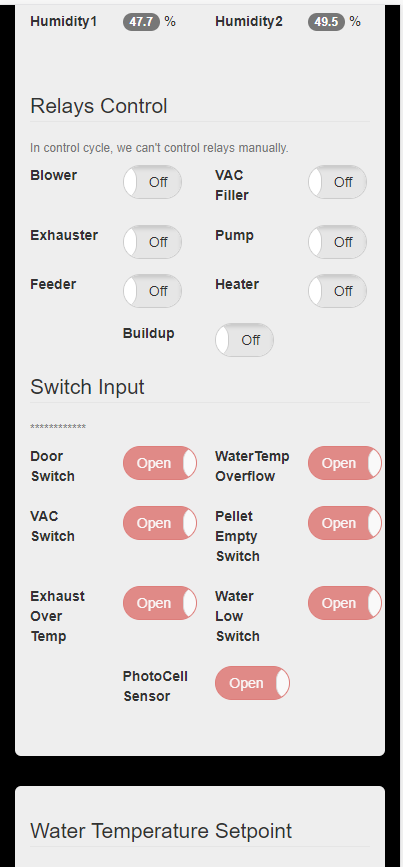 Humidity1 47.7 % Humidity2 49.5 %
Relays Control
In control cycle, we can't control relays manually.
Blower Off VAC Off
Filler
Exhauster Off Pump Off
Feeder Off Heater Off
Buildup Off
Switch Input
************
Door Open WaterTemp Open
Switch Overflow
VAC Open Pellet Open
Switch Empty
Switch
Exhaust Open Water Open
Over Low
Temp Switch
PhotoCell Open
Sensor
Water Temperature Setpoint